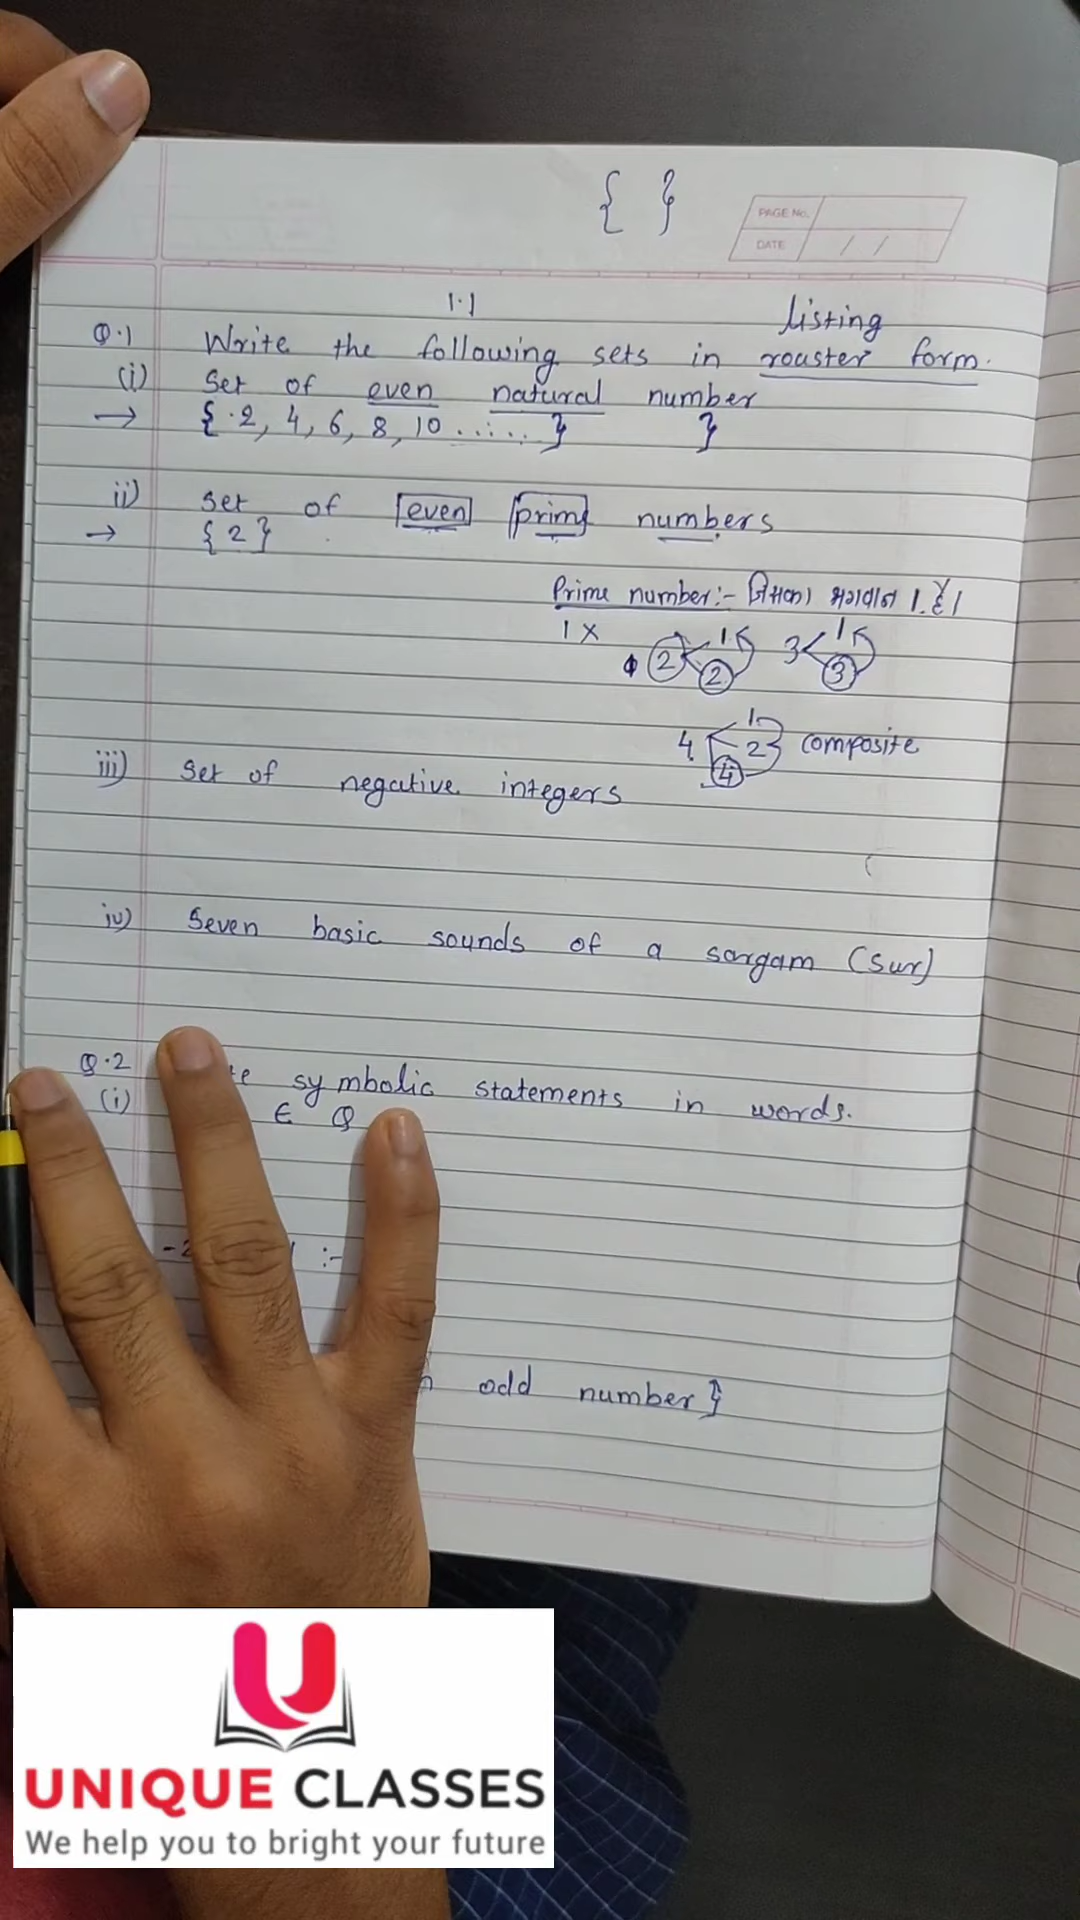 { }
PAGE No.
DATE / /
1.1
listing
Q.1 Write the following sets in rouster form.
(i) Set of even natural number
→ {.2, 4, 6, 8, 10 ........} }
ii) Set of even prime numbers
→ {2}
Prime number:- जिसका भगवान 1 है।
1 X
2 1 2 3 1 3
4 1 2 4 composite
iii) Set of negative integers
iv) Seven basic sounds of a sargam (sur)
Q.2 symbolic statements in words.
(i) ∈ Q
:-
odd number}
UNIQUE CLASSES
We help you to bright your future